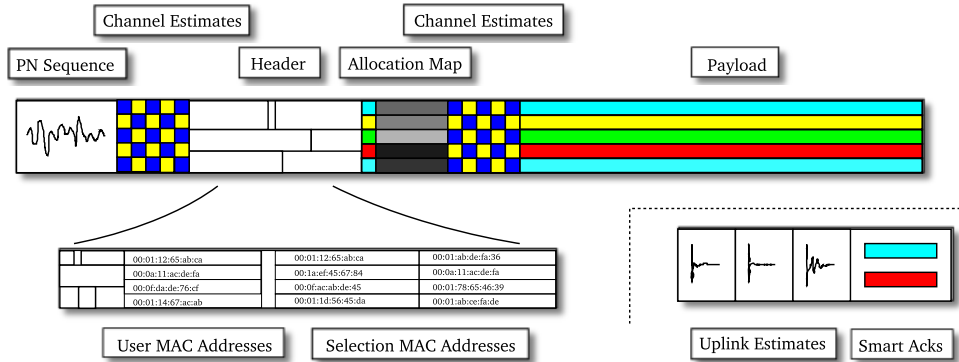 Channel Estimates
Channel Estimates
PN Sequence
Header
Allocation Map
Payload
00:01:12:65:ab:ca
00:01:12:65:ab:ca
00:01:ab:de:fa:36
00:0a:11:ac:de:fa
00:1a:ef:45:67:84
00:0a:11:ac:de:fa
00:0f:da:de:76:cf
00:0f:ac:ab:de:45
00:01:78:65:46:39
00:01:14:67:ac:ab
00:01:1d:56:45:da
00:01:ab:ce:fa:de
User MAC Addresses
Selection MAC Addresses
Uplink Estimates
Smart Acks